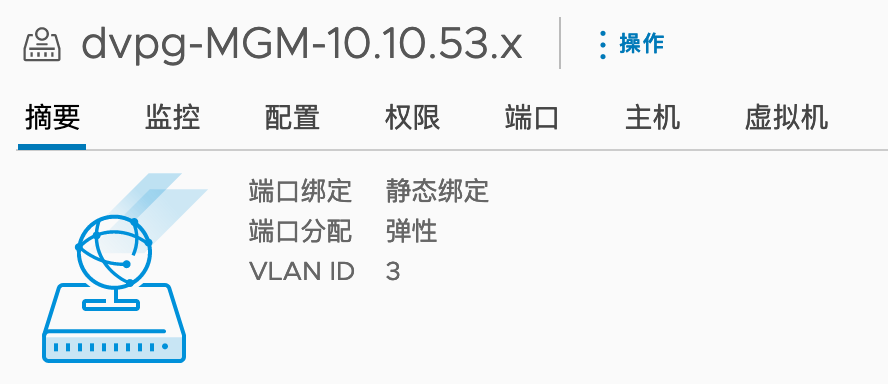 dvpg-MGM-10.10.53.x 操作
摘要 监控 配置 权限 端口 主机 虚拟机
端口绑定 静态绑定
端口分配 弹性
VLAN ID 3